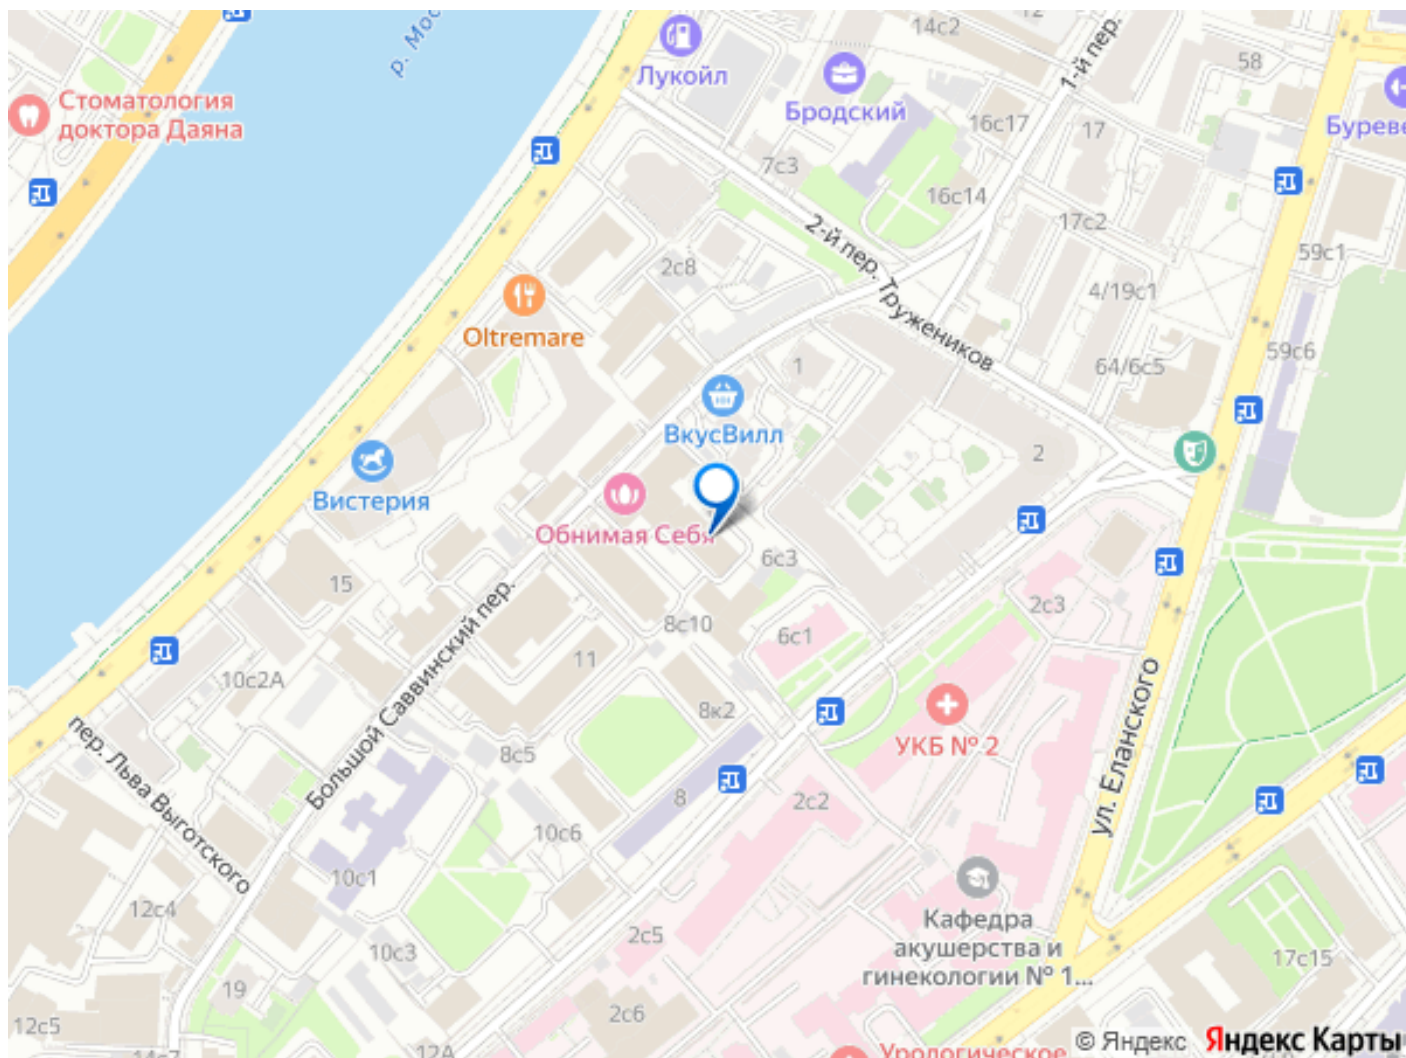 р. Мос
14с2
12
1-й пер.
58
Лукойл
Бродский
Стоматология
доктора Даяна
16с17
17
Буреве
7с3
16с14
17с2
2-й пер. Тружеников
59с1
2с8
4/19с1
Oltremare
59с6
1
64/6с5
ВкусВилл
2
Вистерия
Обнимая Себя
6с3
15
2с3
8с10
6с1
11
10с2А
Большой Саввинский пер.
8к2
УКБ № 2
ул. Еланского
пер. Льва Выготского
8с5
8
2с2
10с6
10с1
Кафедра
акушерства и
гинекологии № 1...
12с4
2с5
10с3
17с15
19
12с5
2с6
14с7
12А
Урологическое
© Яндекс Яндекс Карты